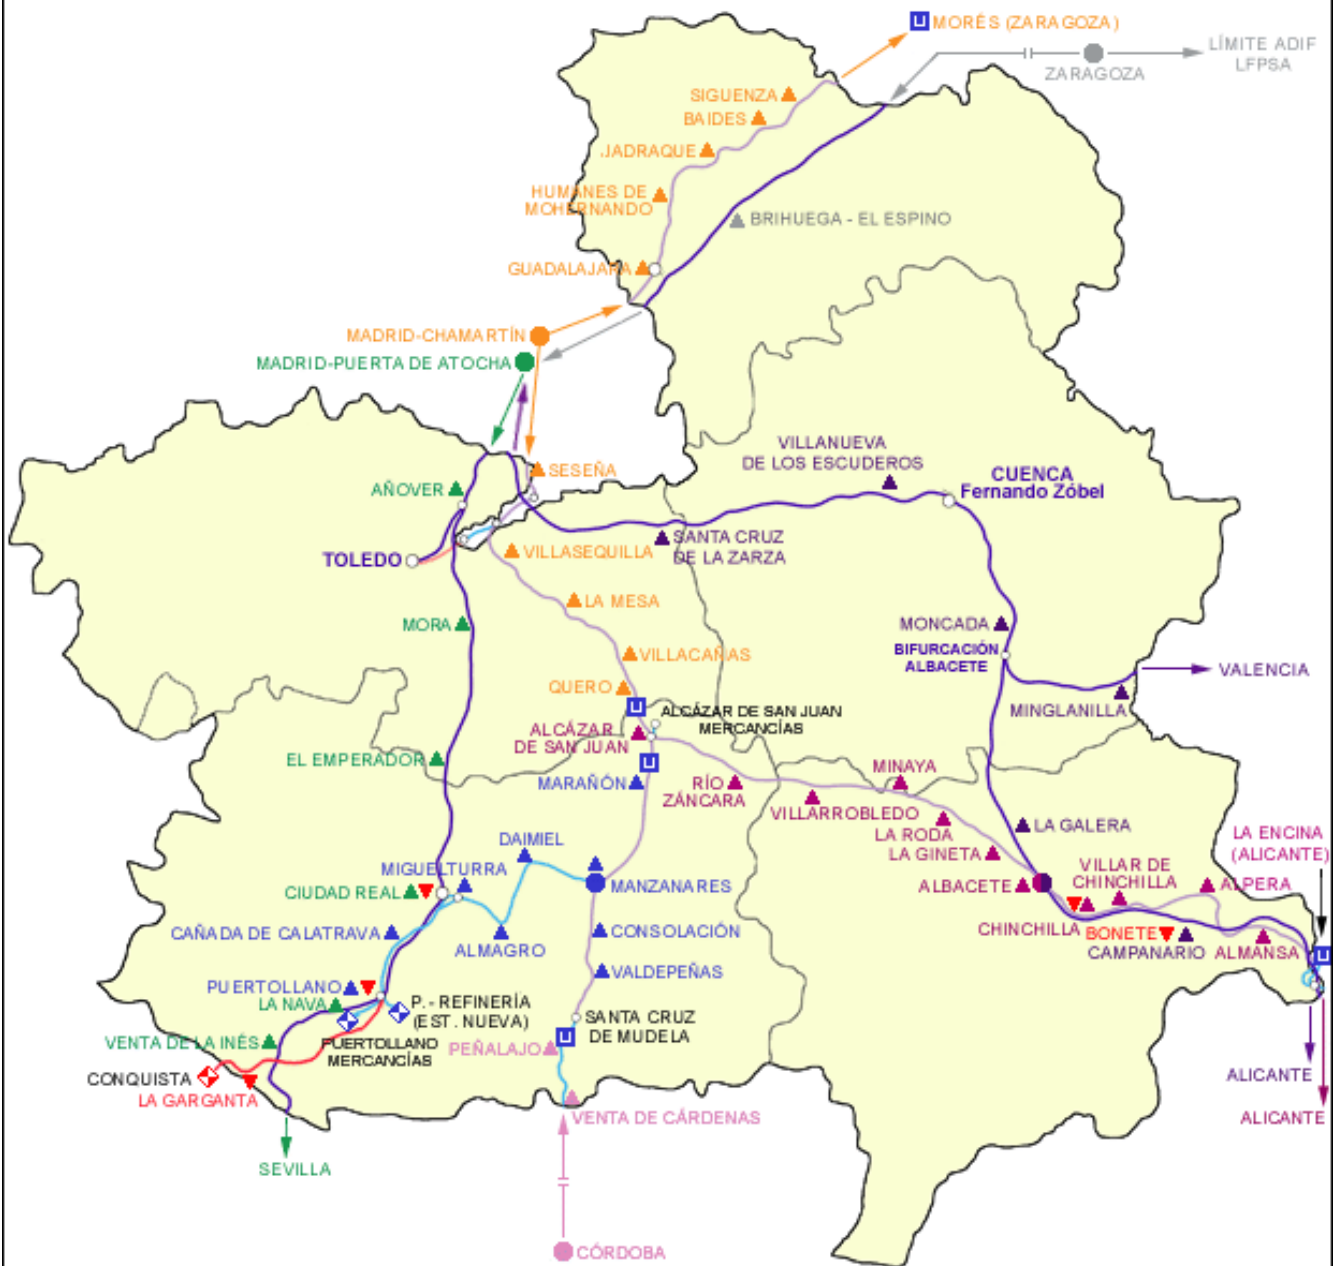 MORÉS (ZARAGOZA)
LÍMITE ADIF
LFPSA
ZARAGOZA
SIGUENZA
BAIDES
JADRAQUE
HUMANES DE
MOHERNANDO
BRIHUEGA - EL ESPINO
GUADALAJARA
MADRID-CHAMARTÍN
MADRID-PUERTA DE ATOCHA
VILLANUEVA
DE LOS ESCUDEROS
SESEÑA
CUENCA
Fernando Zóbel
AÑOVER
SANTA CRUZ
DE LA ZARZA
VILLASEQUILLA
TOLEDO
LA MESA
MORA
MONCADA
BIFURCACIÓN
ALBACETE
VILLACAÑAS
VALENCIA
QUERO
MINGLANILLA
ALCÁZAR DE SAN JUAN
MERCANCÍAS
ALCÁZAR
DE SAN JUAN
EL EMPERADOR
MARAÑÓN
RÍO
ZÁNCARA
MINAYA
VILLARROBLEDO
LA RODA
LA GINETA
LA GALERA
LA ENCINA
(ALICANTE)
DAIMIEL
MIGUELTURRA
CIUDAD REAL
MANZANARES
ALBACETE
VILLAR DE
CHINCHILLA
ALPERA
CAÑADA DE CALATRAVA
ALMAGRO
CONSOLACIÓN
CHINCHILLA
BONETE
CAMPANARIO
ALMANSA
VALDEPEÑAS
PUERTOLLANO
LA NAVA
P. - REFINERÍA
(EST. NUEVA)
SANTA CRUZ
DE MUDELA
VENTA DE LA INÉS
PUERTOLLANO
MERCANCÍAS
PEÑALAJO
CONQUISTA
LA GARGANTA
ALICANTE
VENTA DE CÁRDENAS
ALICANTE
SEVILLA
CÓRDOBA